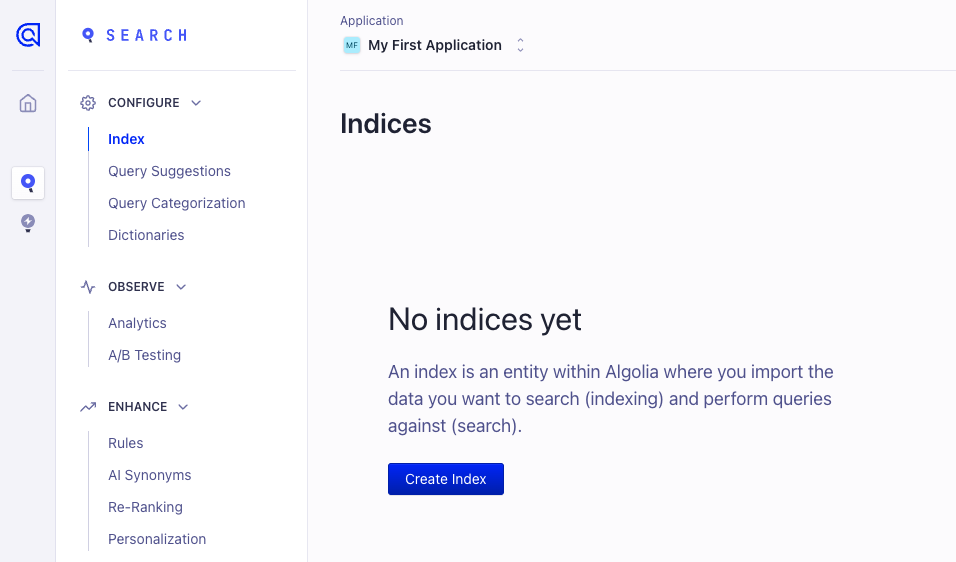 SEARCH
CONFIGURE
Index
Query Suggestions
Query Categorization
Dictionaries
OBSERVE
Analytics
A/B Testing
ENHANCE
Rules
AI Synonyms
Re-Ranking
Personalization
Application
MF My First Application
Indices
No indices yet
An index is an entity within Algolia where you import the
data you want to search (indexing) and perform queries
against (search).
Create Index